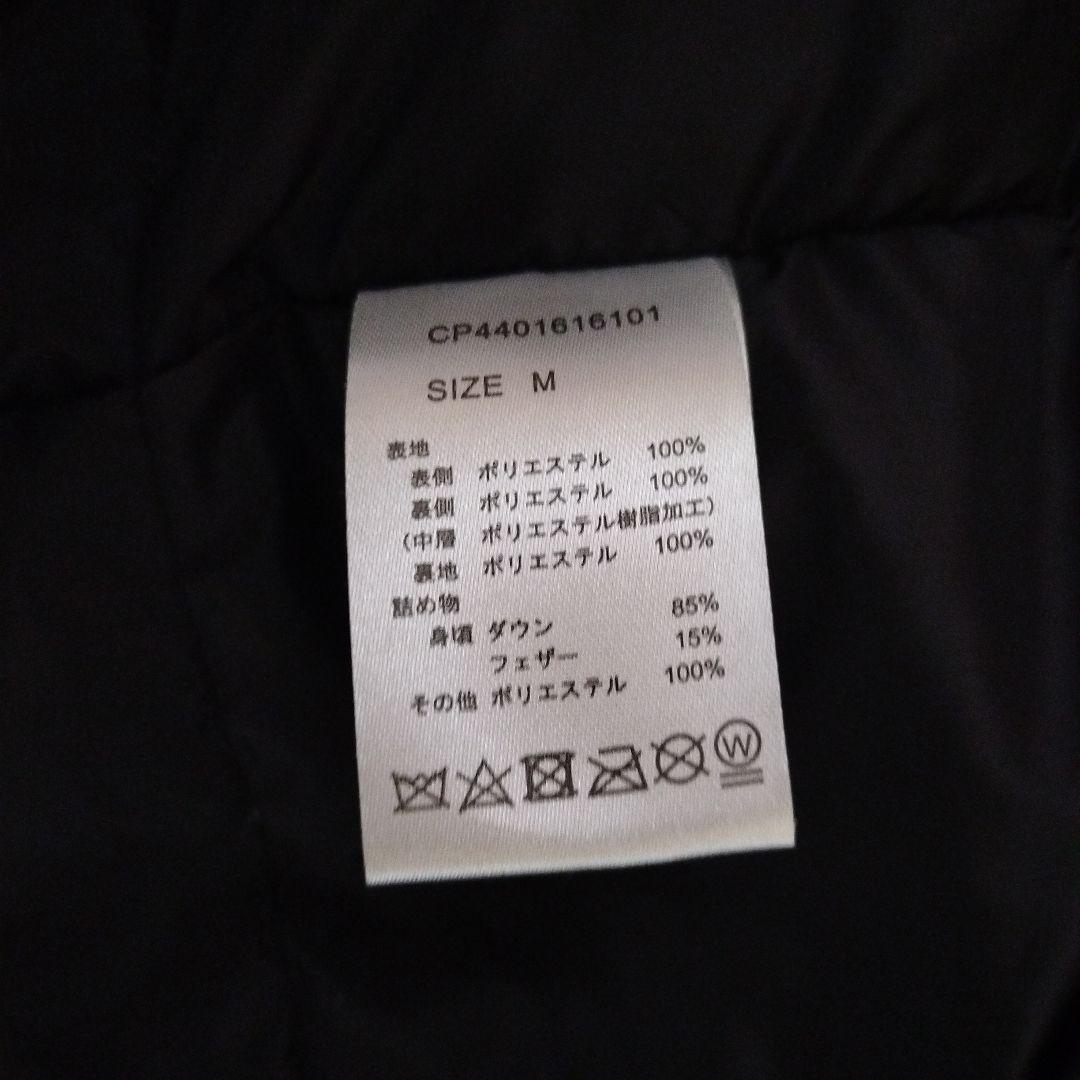 CP4401616101
SIZE M
表地
表側 ポリエステル 100%
裏側 ポリエステル 100%
(中層 ポリエステル樹脂加工)
裏地 ポリエステル 100%
詰め物
身頃 ダウン 85%
フェザー 15%
その他 ポリエステル 100%
W